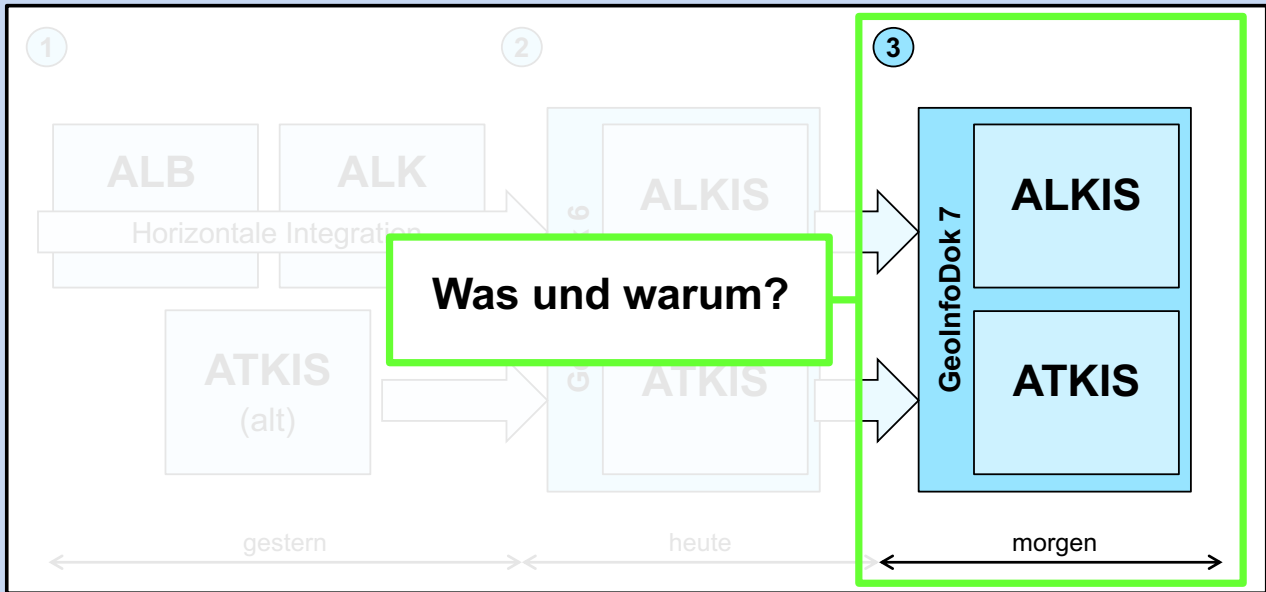 1
2
3
ALB
ALK
Horizontale Integration
ATKIS
(alt)
ALKIS
6
ATKIS
Was und warum?
GeoInfoDok 7
ALKIS
ATKIS
gestern
heute
morgen